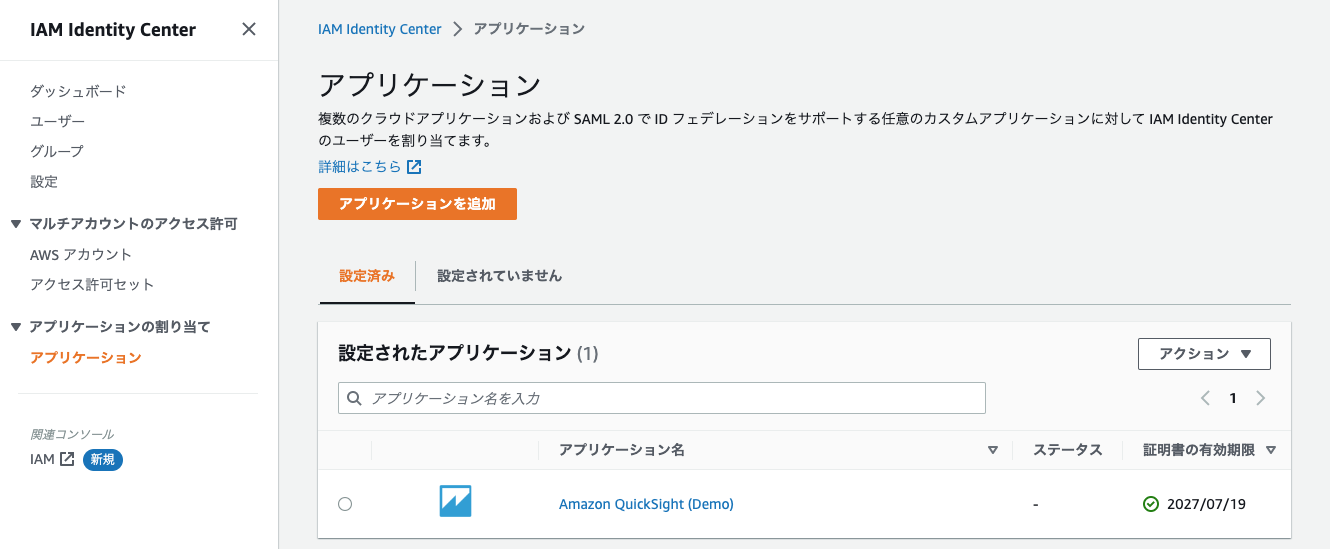 IAM Identity Center
ダッシュボード
ユーザー
グループ
設定
マルチアカウントのアクセス許可
AWS アカウント
アクセス許可セット
アプリケーションの割り当て
アプリケーション
関連コンソール
IAM 新規
IAM Identity Center > アプリケーション
アプリケーション
複数のクラウドアプリケーションおよび SAML 2.0 で ID フェデレーションをサポートする任意のカスタムアプリケーションに対して IAM Identity Center
のユーザーを割り当てます。
詳細はこちら
アプリケーションを追加
設定済み 設定されていません
設定されたアプリケーション (1) アクション
アプリケーション名を入力 1
アプリケーション名 ステータス 証明書の有効期限
Amazon QuickSight (Demo) - 2027/07/19